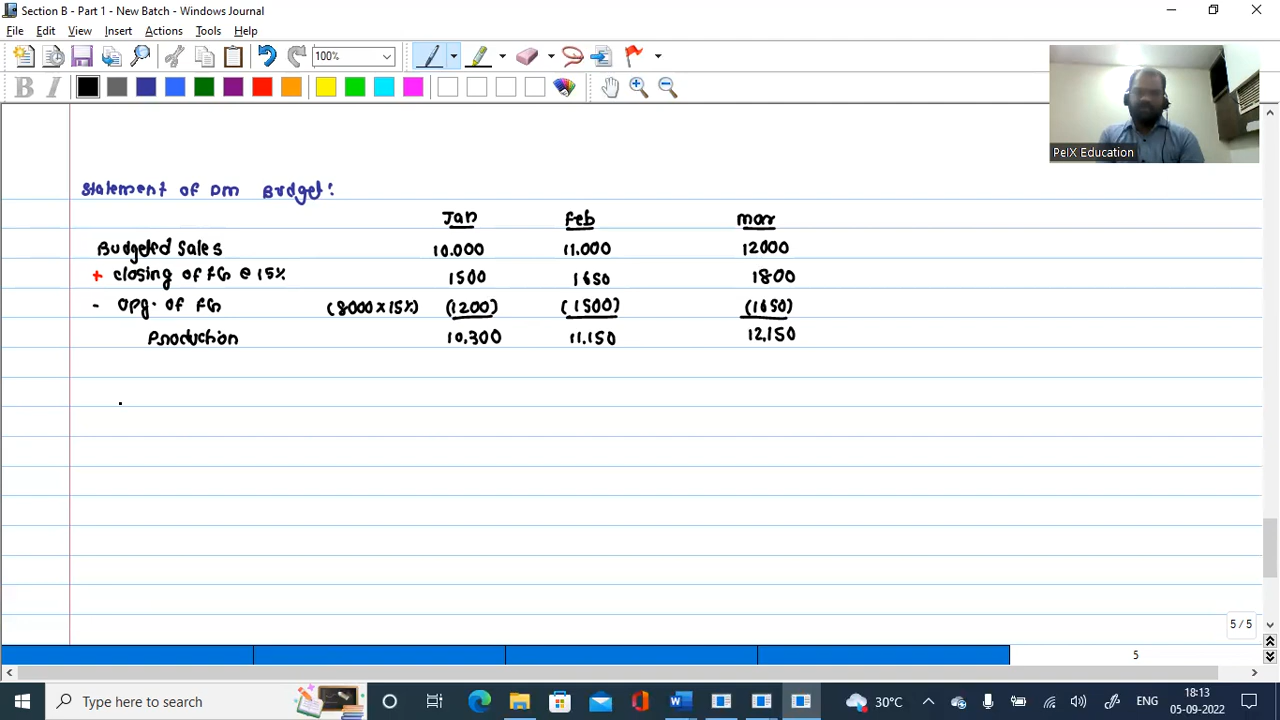 Section B - Part 1 - New Batch - Windows Journal
File Edit View Insert Actions Tools Help
100%
B I
PelX Education
Statement of DM Budget:
Jan Feb mar
Budgeted Sales 10,000 11,000 12000
+ closing of FG @ 15% 1500 1650 1800
- opg. of FG (8000 x 15%) (1200) (1500) (1650)
Production 10,300 11,150 12,150
5 / 5
5
Type here to search
30°C
ENG
18:13
05-09-2022